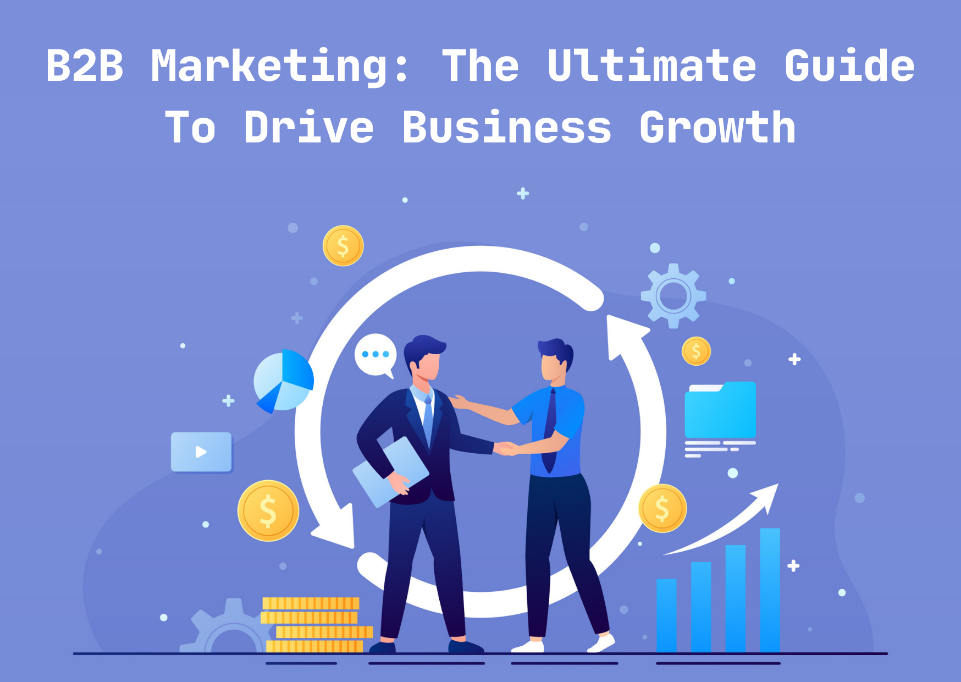 B2B Marketing: The Ultimate Guide
To Drive Business Growth
$
$
$
$